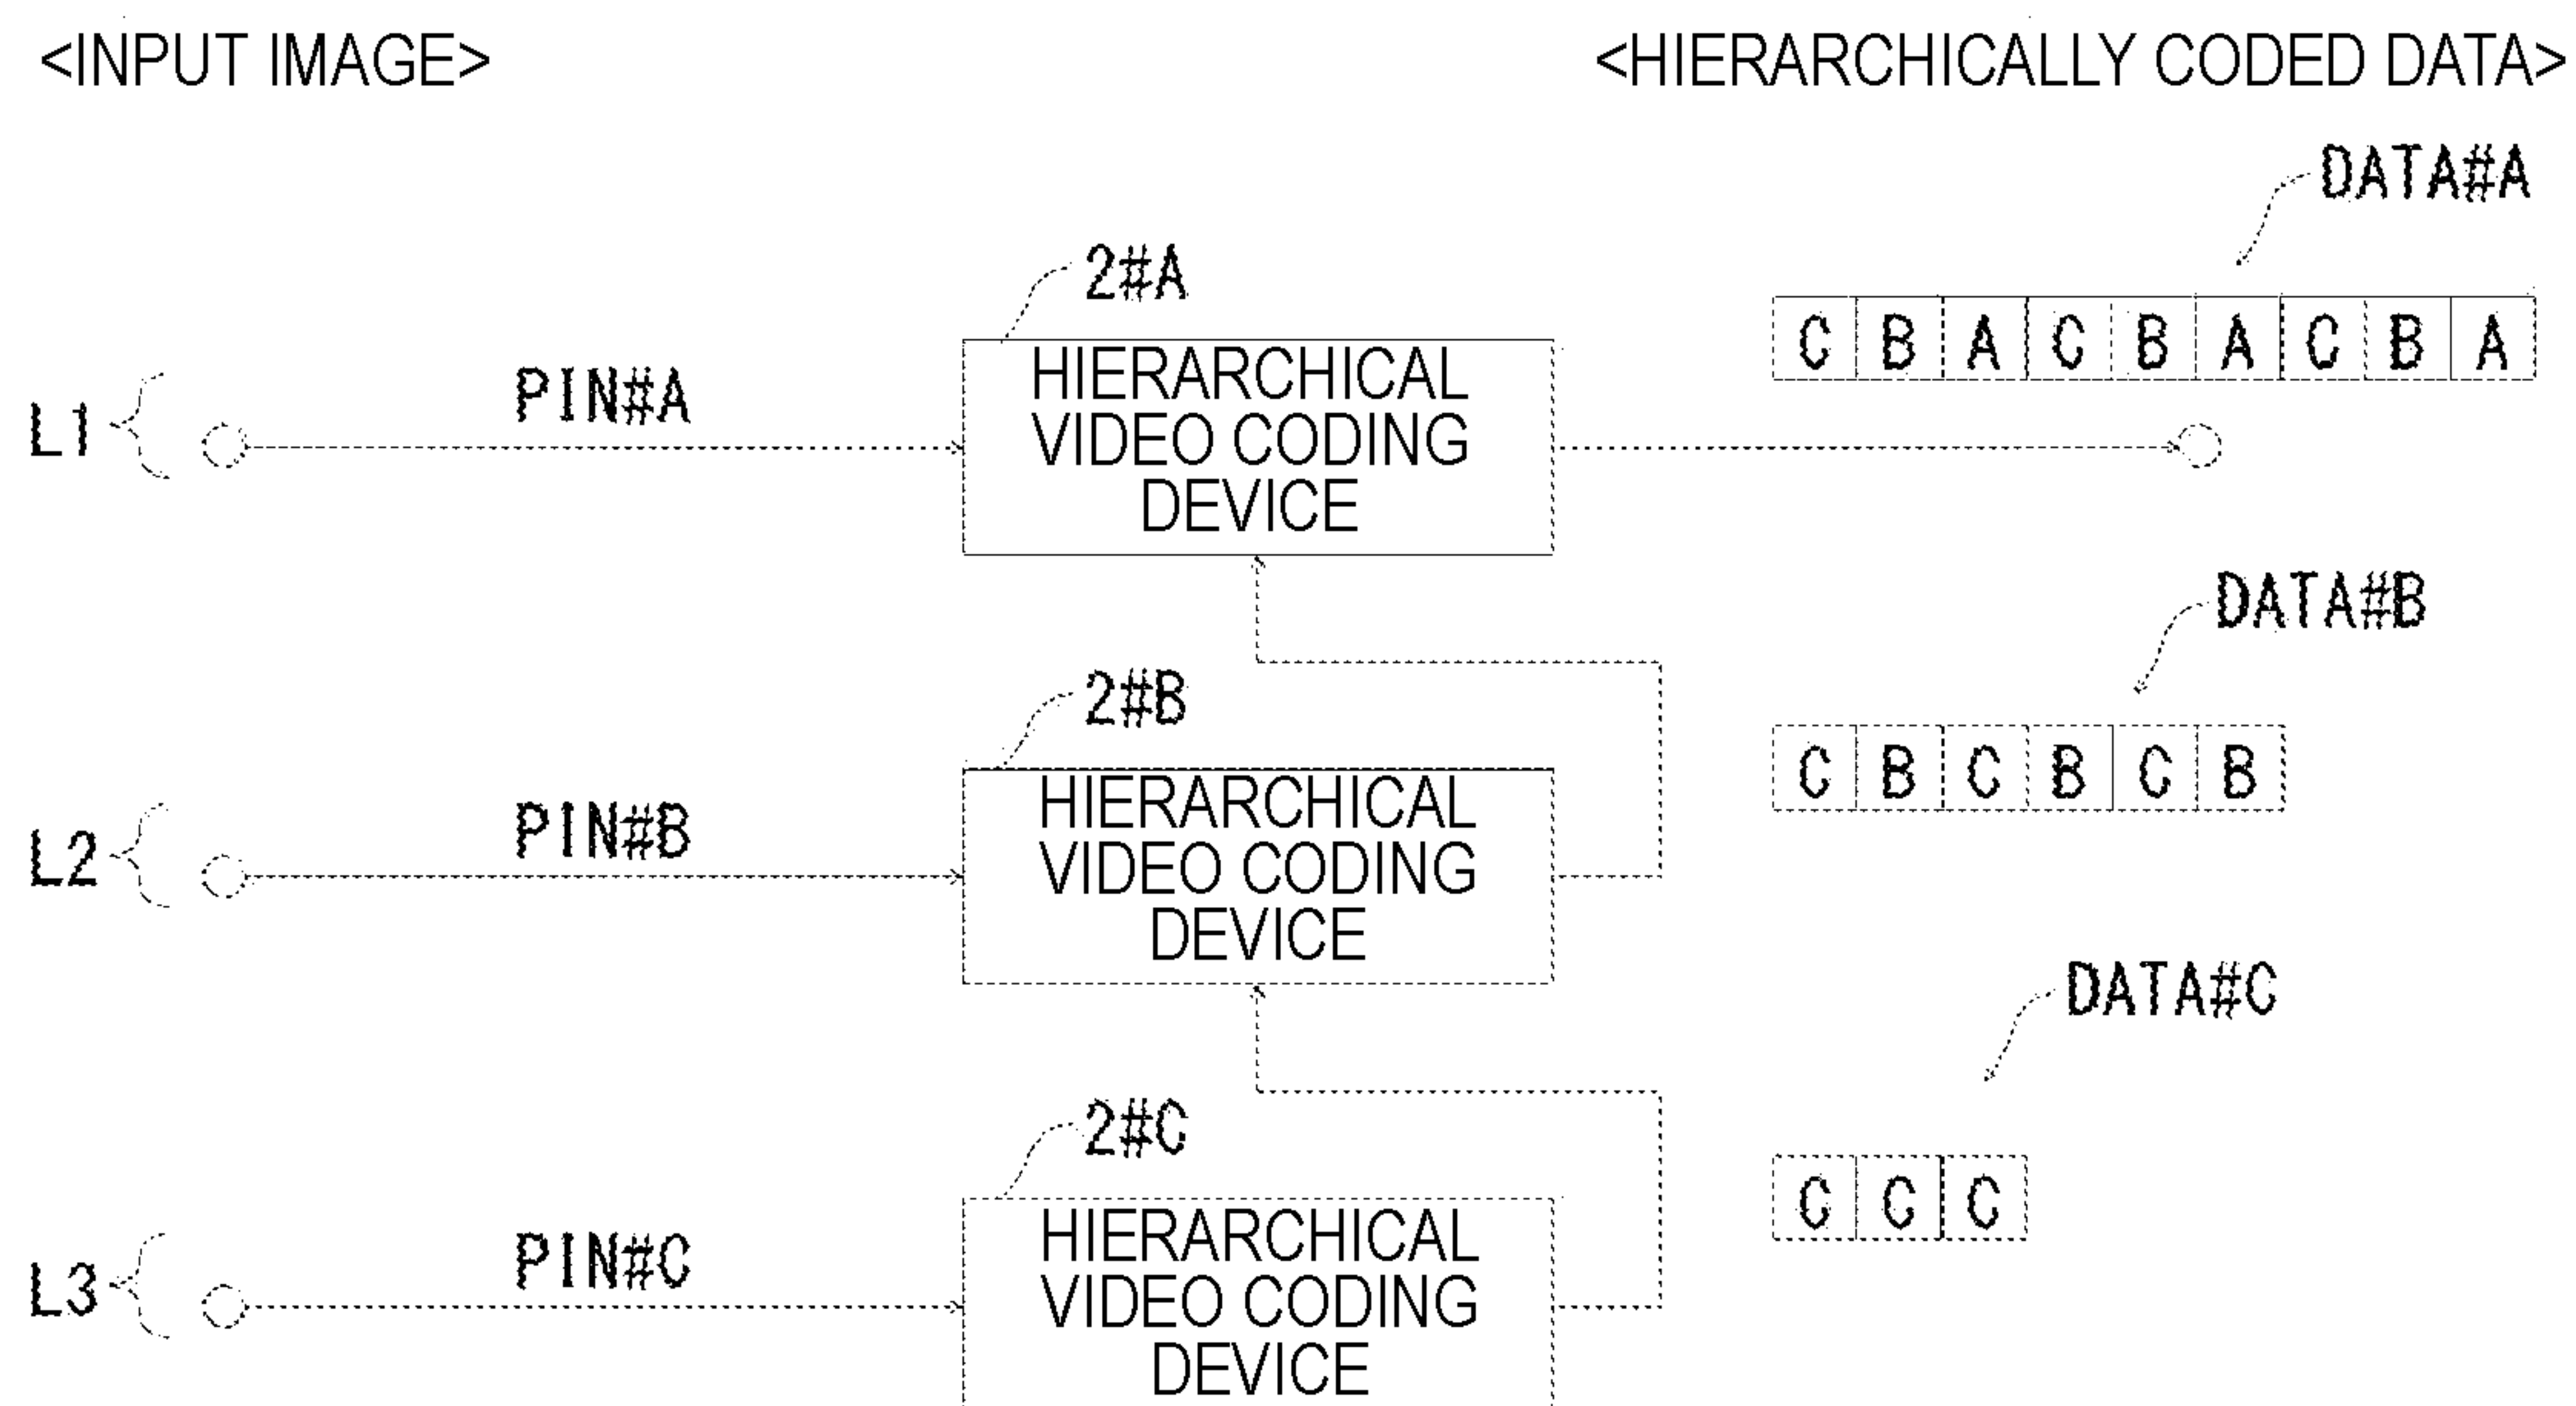 <INPUT IMAGE>
<HIERARCHICALLY CODED DATA>
DATA#A
2#A
C B A C B A C B A
L1
PIN#A
HIERARCHICAL
VIDEO CODING
DEVICE
DATA#B
2#B
C B C B C B
L2
PIN#B
HIERARCHICAL
VIDEO CODING
DEVICE
DATA#C
2#C
C C C
L3
PIN#C
HIERARCHICAL
VIDEO CODING
DEVICE